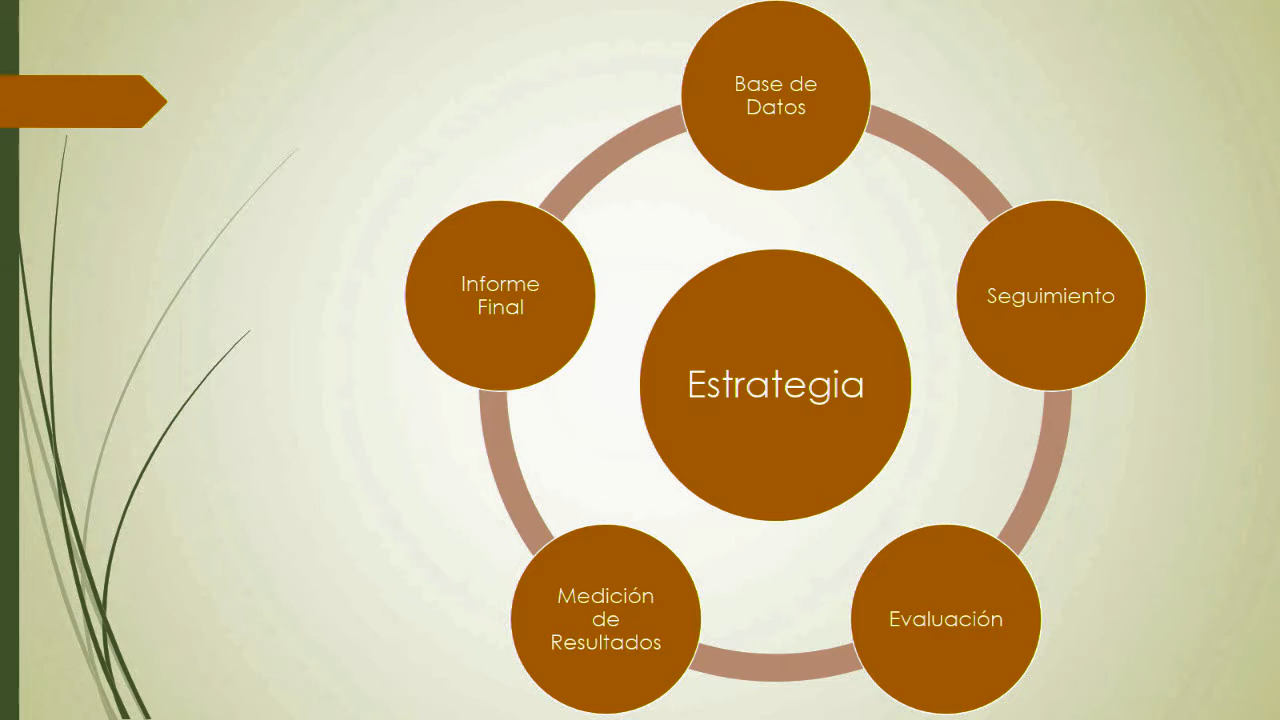 Base de
Datos
Seguimiento
Evaluación
Medición
de
Resultados
Informe
Final
Estrategia